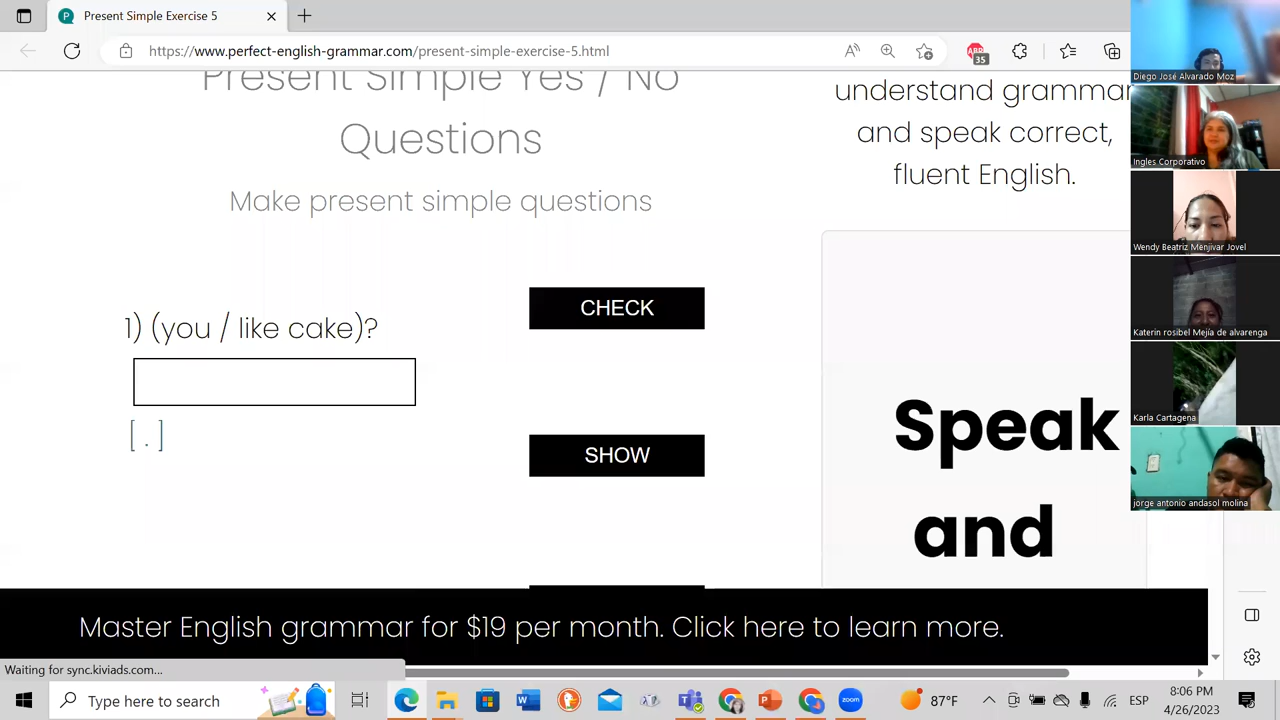 Present Simple Exercise 5
https://www.perfect-english-grammar.com/present-simple-exercise-5.html
ABP
35
Present Simple Yes / No
Questions
Make present simple questions
1) (you / like cake)?
[ . ]
CHECK
SHOW
understand grammar
and speak correct,
fluent English.
Speak
and
Master English grammar for $19 per month. Click here to learn more.
Waiting for sync.kiviads.com...
Diego José Alvarado Moz
Ingles Corporativo
Wendy Beatriz Menjivar Jovel
Katerin rosibel Mejía de alvarenga
Karla Cartagena
jorge antonio andasol molina
Type here to search
zoom
87°F
ESP
8:06 PM
4/26/2023